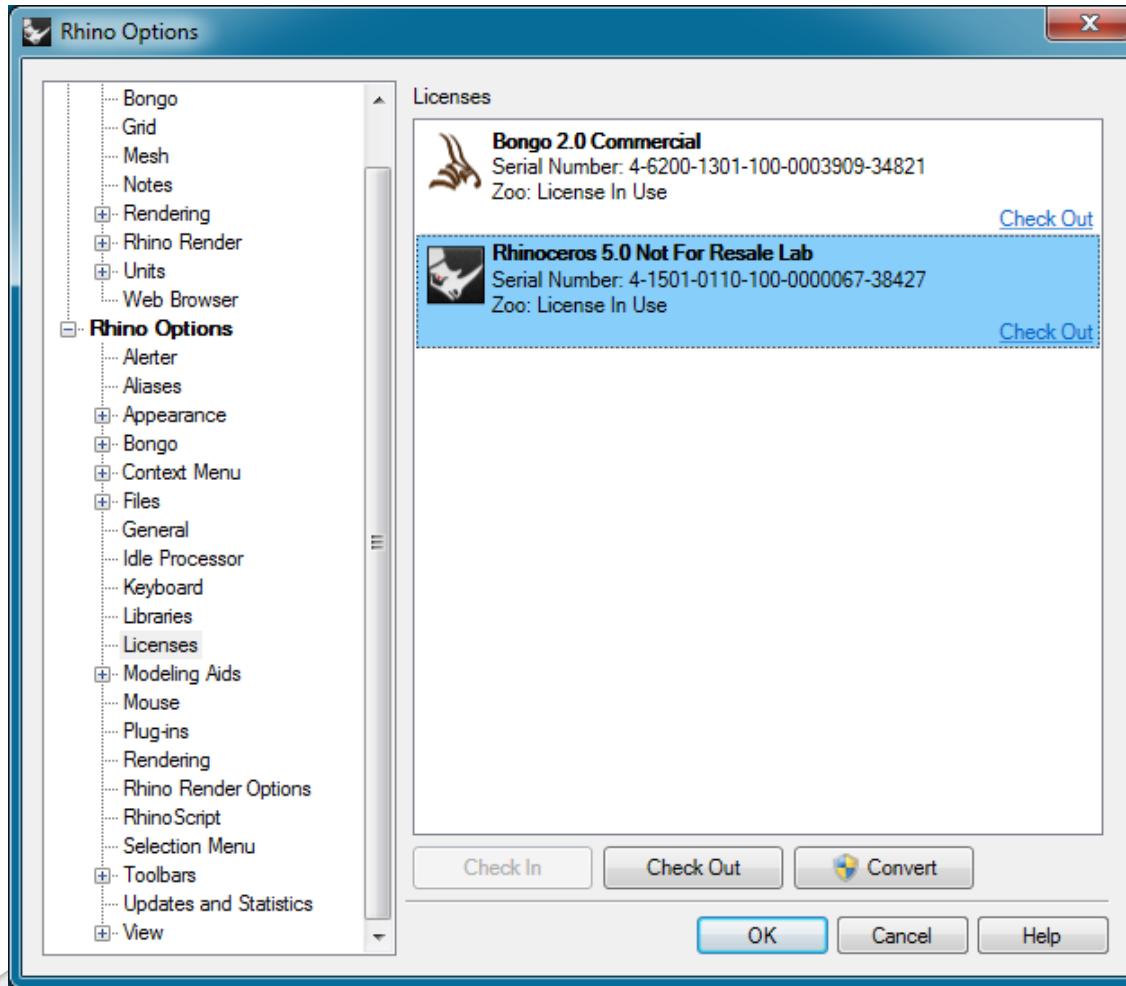 Rhino Options
Bongo
Grid
Mesh
Notes
Rendering
Rhino Render
Units
Web Browser
Rhino Options
Alerter
Aliases
Appearance
Bongo
Context Menu
Files
General
Idle Processor
Keyboard
Libraries
Licenses
Modeling Aids
Mouse
Plug-ins
Rendering
Rhino Render Options
RhinoScript
Selection Menu
Toolbars
Updates and Statistics
View
Licenses
Bongo 2.0 Commercial
Serial Number: 4-6200-1301-100-0003909-34821
Zoo: License In Use
Check Out
Rhinoceros 5.0 Not For Resale Lab
Serial Number: 4-1501-0110-100-0000067-38427
Zoo: License In Use
Check Out
Check In Check Out Convert
OK Cancel Help